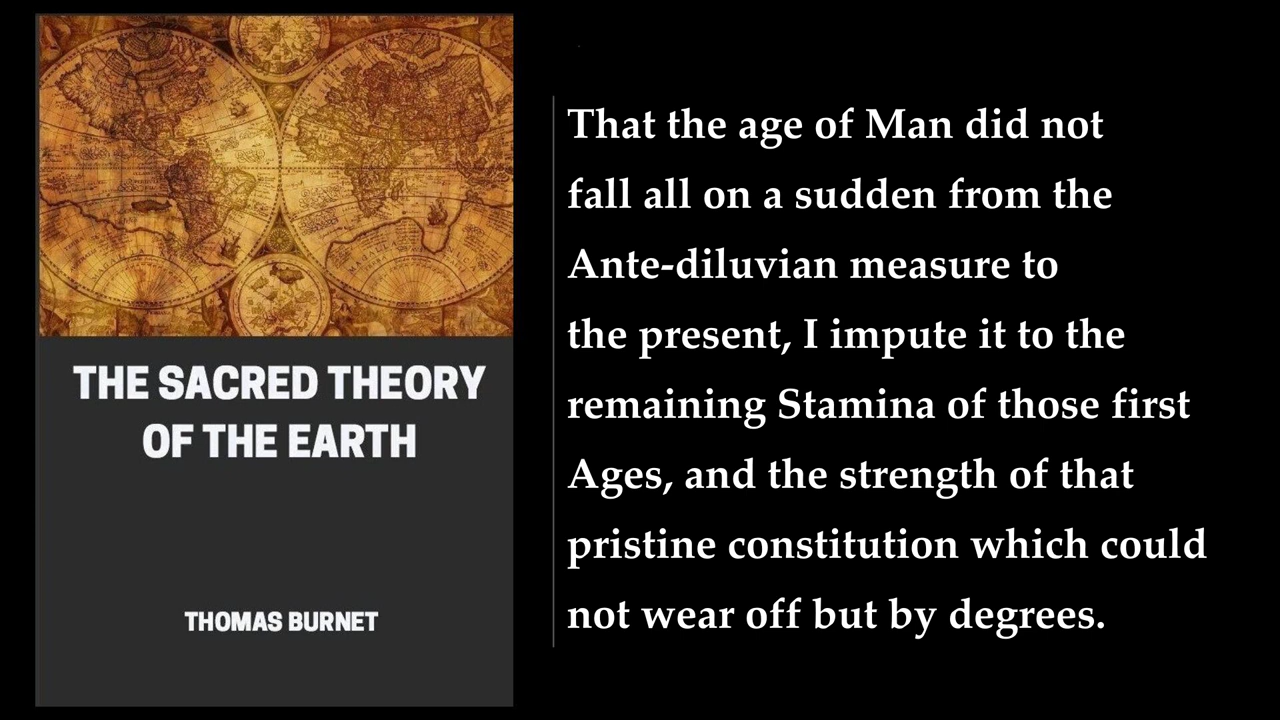 THE SACRED THEORY
OF THE EARTH
THOMAS BURNET
That the age of Man did not
fall all on a sudden from the
Ante-diluvian measure to
the present, I impute it to the
remaining Stamina of those first
Ages, and the strength of that
pristine constitution which could
not wear off but by degrees.